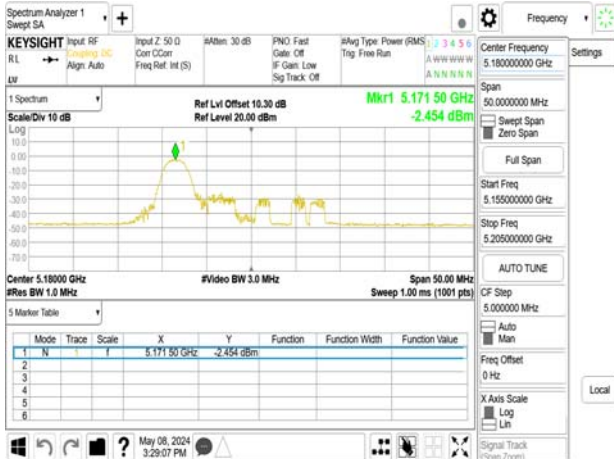 Spectrum Analyzer 1
Swept SA
+
Frequency
KEYSIGHT
RL
Input: RF
Coupling: DC
Align: Auto
Input Z: 50 Ω
Corr CCorr
Freq Ref: Int (S)
#Atten: 30 dB
PNO: Fast
Gate: Off
IF Gain: Low
Sig Track: Off
#Avg Type: Power (RMS
Trig: Free Run
1 2 3 4 5 6
A W W W W W
A N N N N N
1 Spectrum
Scale/Div 10 dB
Ref Lvl Offset 10.30 dB
Ref Level 20.00 dBm
Mkr1 5.171 50 GHz
-2.454 dBm
Log
10.0
0.00
-10.0
-20.0
-30.0
-40.0
-50.0
-60.0
-70.0
1
Center 5.18000 GHz
#Res BW 1.0 MHz
#Video BW 3.0 MHz
Span 50.00 MHz
Sweep 1.00 ms (1001 pts)
5 Marker Table
Mode Trace Scale X Y Function Function Width Function Value
1 N 1 f 5.171 50 GHz -2.454 dBm
2
3
4
5
6
May 08, 2024
3:29:07 PM
?
Center Frequency
5.180000000 GHz
Span
50.0000000 MHz
Swept Span
Zero Span
Full Span
Start Freq
5.155000000 GHz
Stop Freq
5.205000000 GHz
AUTO TUNE
CF Step
5.000000 MHz
Auto
Man
Freq Offset
0 Hz
X Axis Scale
Log
Lin
Signal Track
(Span Zoom)
Settings
Local